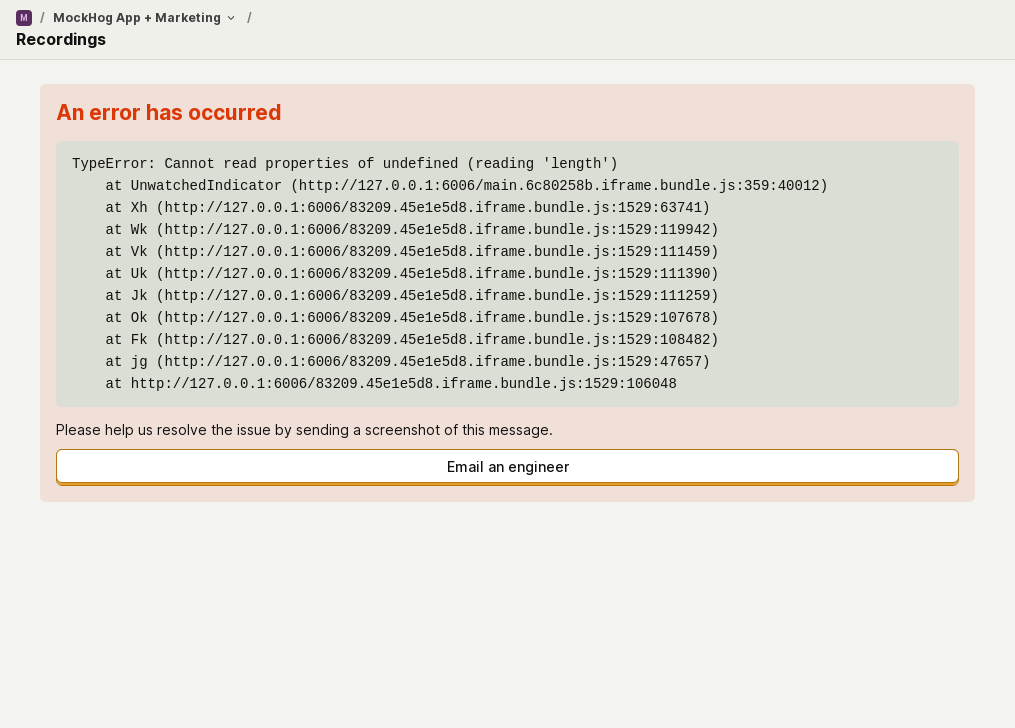 M / MockHog App + Marketing /
Recordings
An error has occurred
TypeError: Cannot read properties of undefined (reading 'length')
at UnwatchedIndicator (http://127.0.0.1:6006/main.6c80258b.iframe.bundle.js:359:40012)
at Xh (http://127.0.0.1:6006/83209.45e1e5d8.iframe.bundle.js:1529:63741)
at Wk (http://127.0.0.1:6006/83209.45e1e5d8.iframe.bundle.js:1529:119942)
at Vk (http://127.0.0.1:6006/83209.45e1e5d8.iframe.bundle.js:1529:111459)
at Uk (http://127.0.0.1:6006/83209.45e1e5d8.iframe.bundle.js:1529:111390)
at Jk (http://127.0.0.1:6006/83209.45e1e5d8.iframe.bundle.js:1529:111259)
at Ok (http://127.0.0.1:6006/83209.45e1e5d8.iframe.bundle.js:1529:107678)
at Fk (http://127.0.0.1:6006/83209.45e1e5d8.iframe.bundle.js:1529:108482)
at jg (http://127.0.0.1:6006/83209.45e1e5d8.iframe.bundle.js:1529:47657)
at http://127.0.0.1:6006/83209.45e1e5d8.iframe.bundle.js:1529:106048
Please help us resolve the issue by sending a screenshot of this message.
Email an engineer